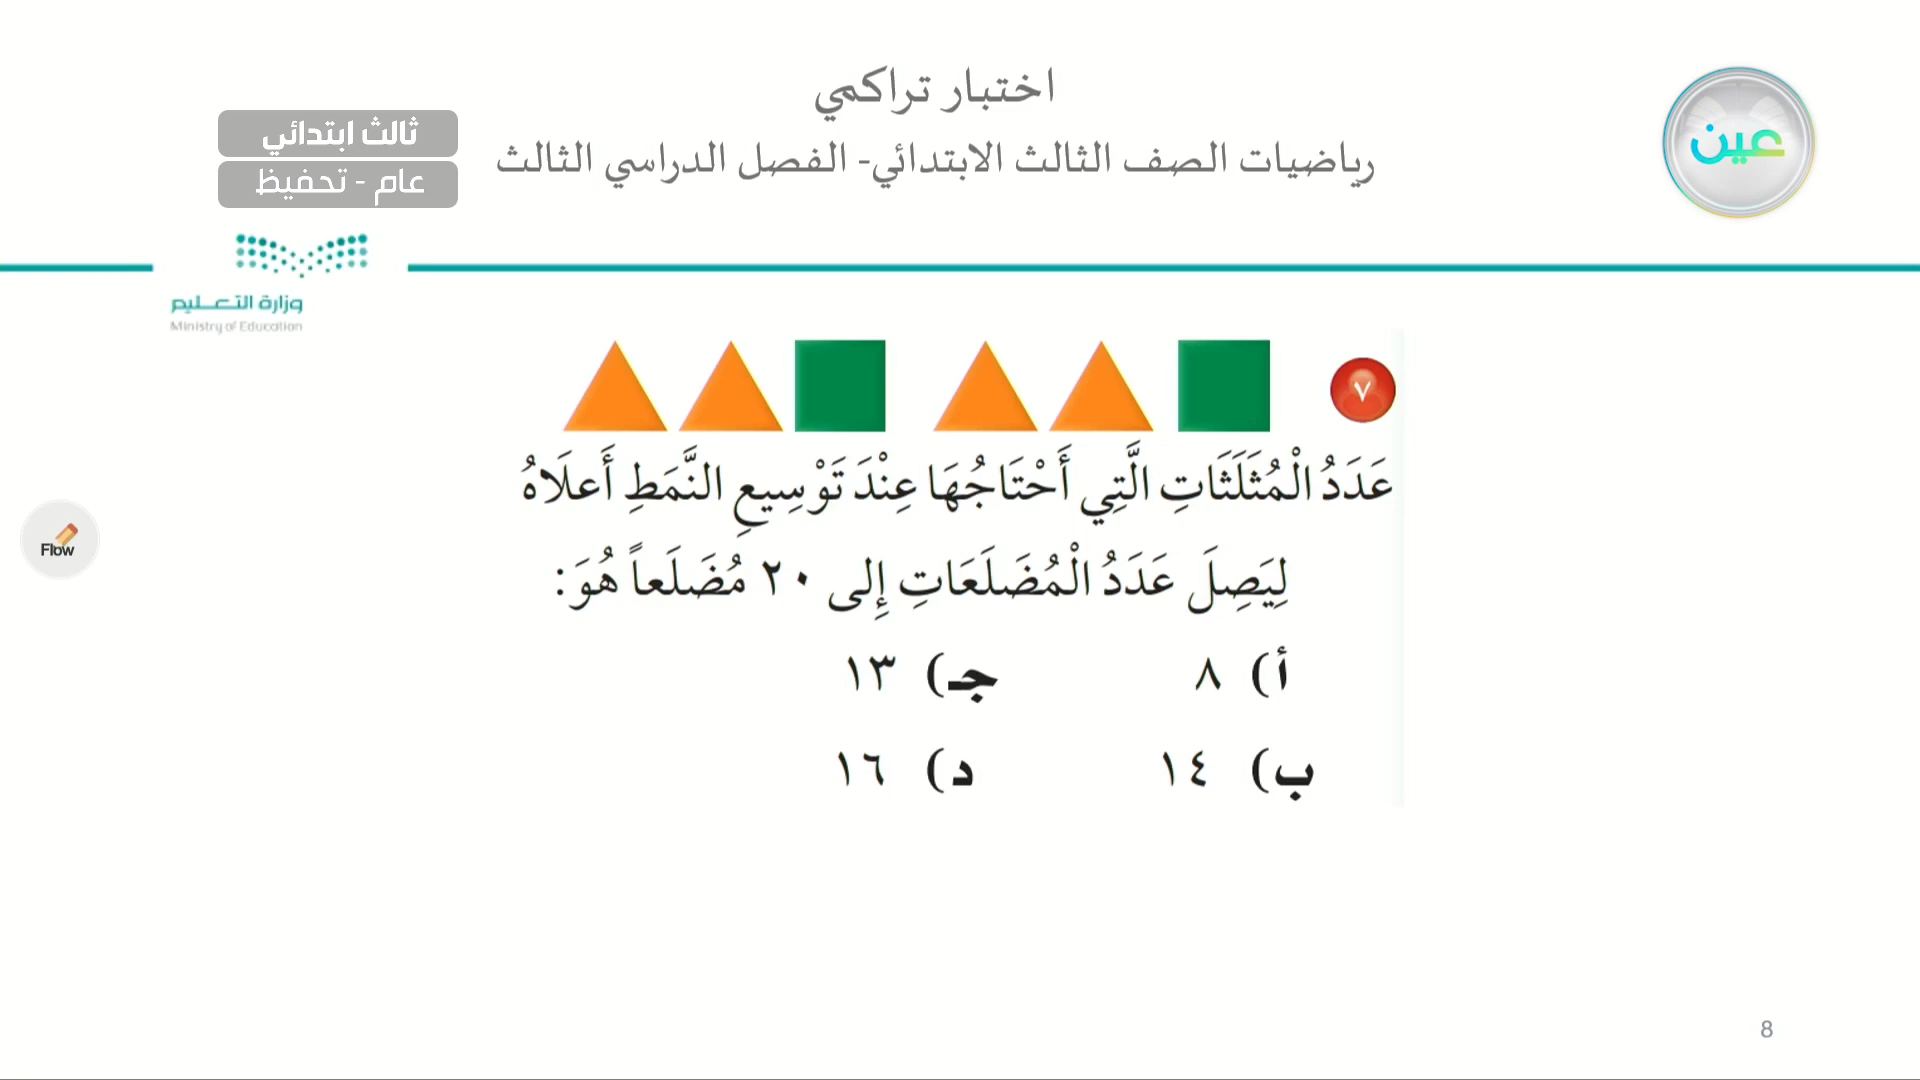 اختبار تراكمي
رياضيات الصف الثالث الابتدائي- الفصل الدراسي الثالث
ثالث ابتدائي
عام - تحفيظ
عين
وزارة التعليم
Ministry of Education
٧
عَدَدُ الْمُثَلَثَاتِ الَّتِي أَحْتَاجُهَا عِنْدَ تَوْسِيعِ النَّمَطِ أَعلَاهُ
لِيَصِلَ عَدَدُ الْمُضَلَعَاتِ إِلى ٢٠ مُضَلَعاً هُوَ:
أ) ٨
جـ) ١٣
ب) ١٤
د) ١٦
Flow
8